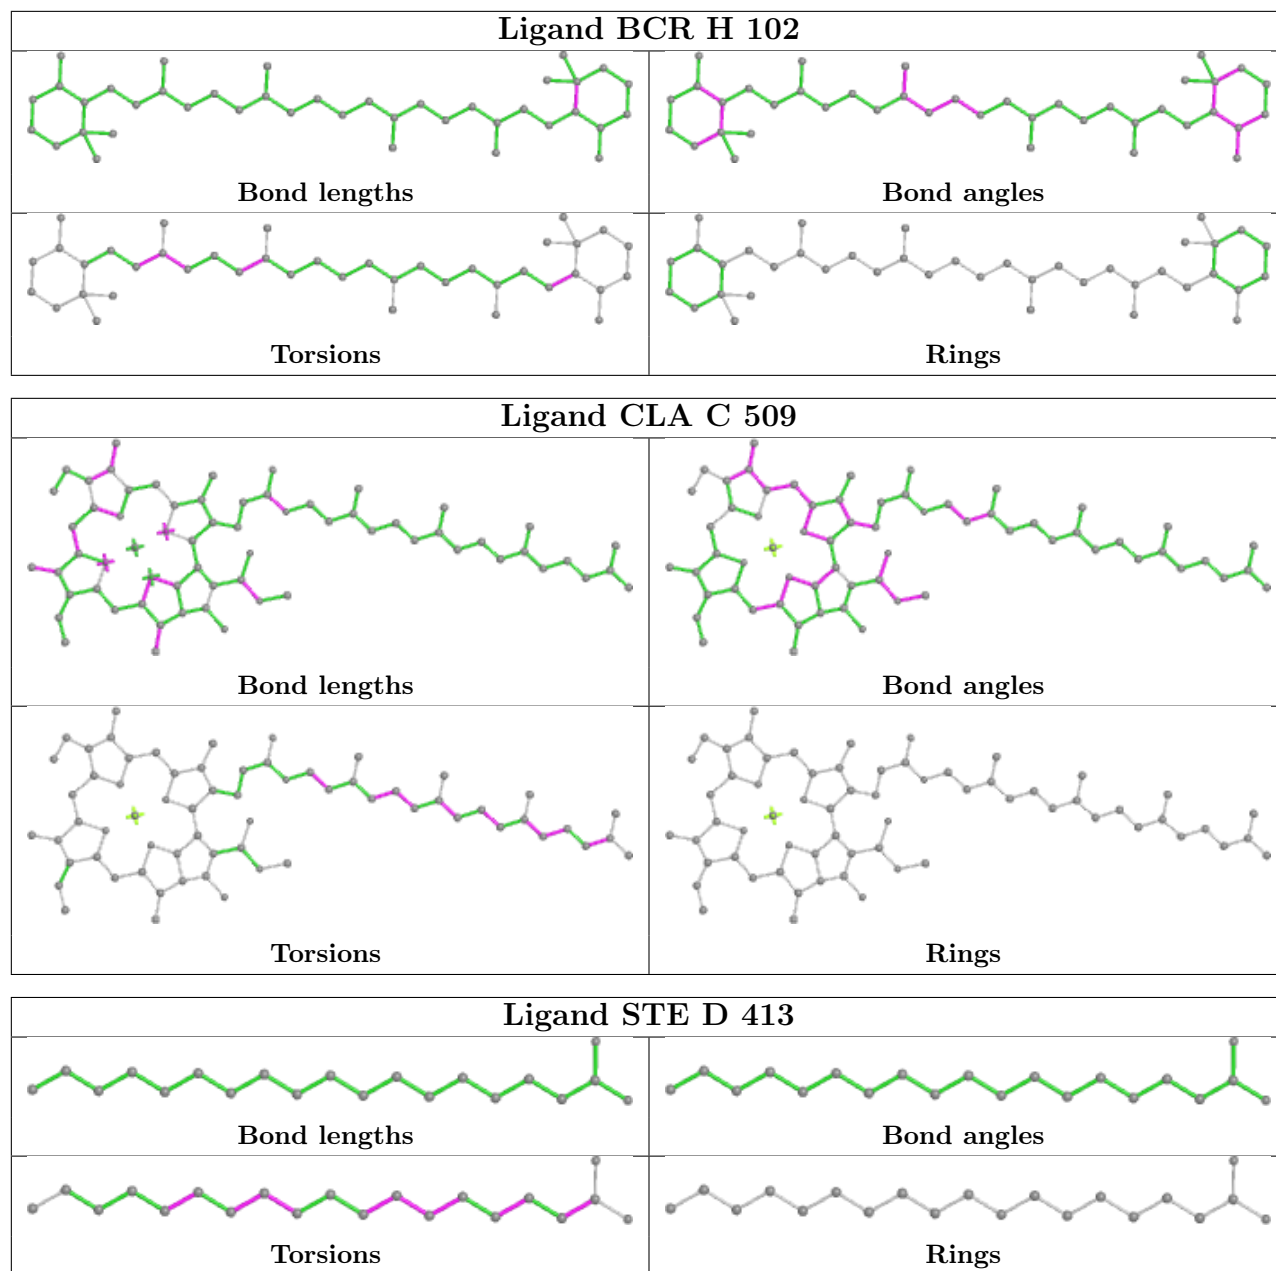 Ligand BCR H 102
Bond lengths
Bond angles
Torsions
Rings
Ligand CLA C 509
Bond lengths
Bond angles
Torsions
Rings
Ligand STE D 413
Bond lengths
Bond angles
Torsions
Rings